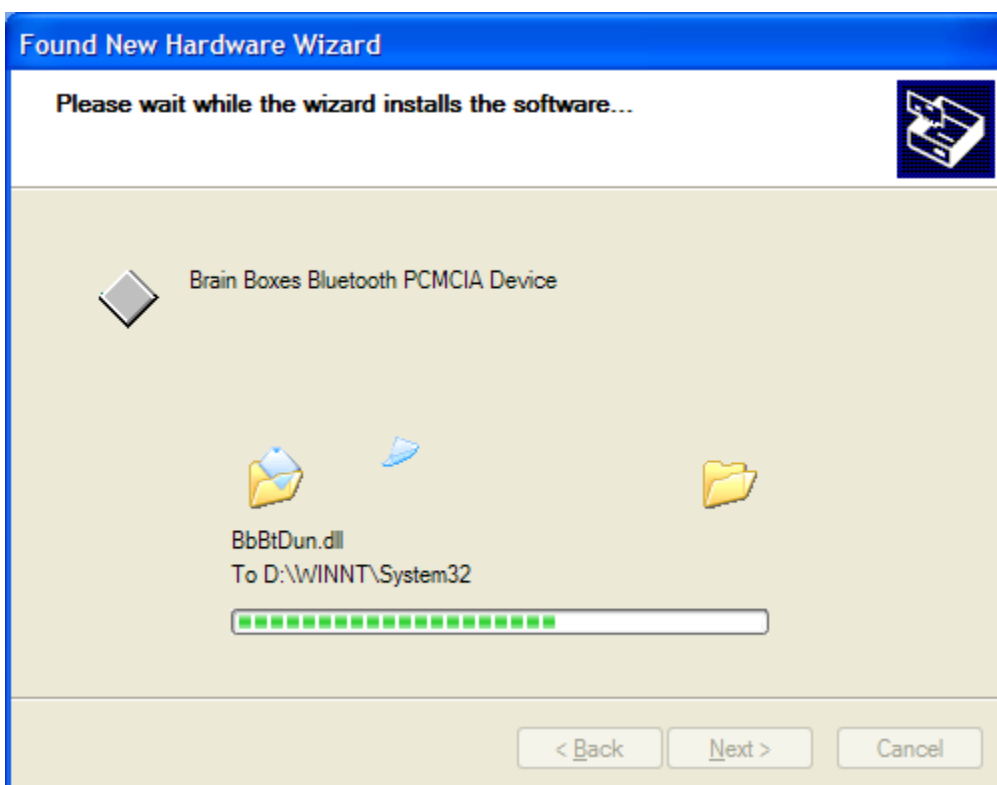 Found New Hardware Wizard
Please wait while the wizard installs the software...
Brain Boxes Bluetooth PCMCIA Device
BbBtDun.dll
To D:\WINNT\System32
< Back Next > Cancel